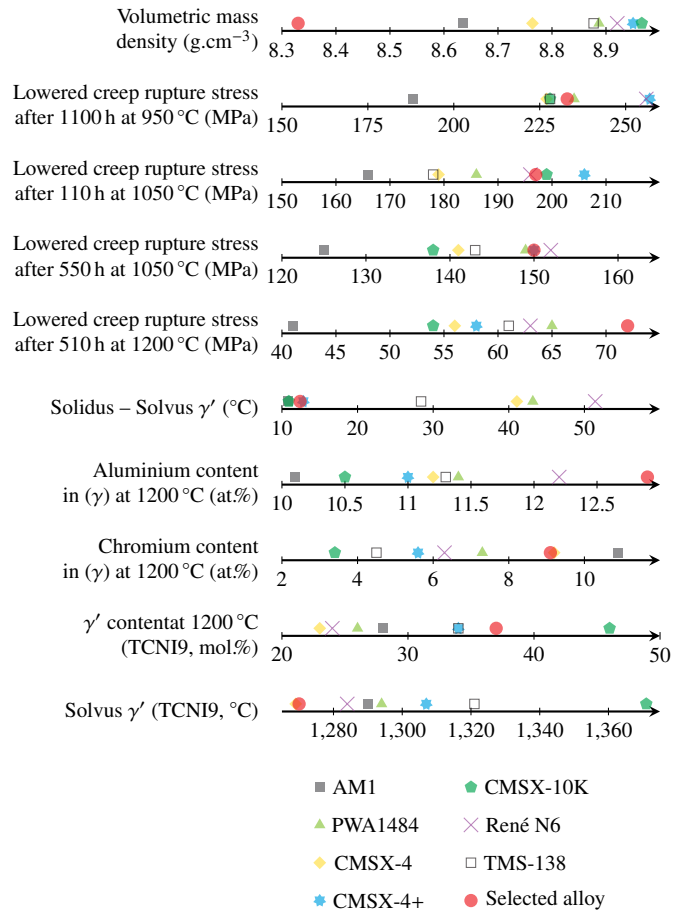 Volumetric mass
density (g.cm⁻³)
8.3 8.4 8.5 8.6 8.7 8.8 8.9
Lowered creep rupture stress
after 1100 h at 950 °C (MPa)
150 175 200 225 250
Lowered creep rupture stress
after 110 h at 1050 °C (MPa)
150 160 170 180 190 200 210
Lowered creep rupture stress
after 550 h at 1050 °C (MPa)
120 130 140 150 160
Lowered creep rupture stress
after 510 h at 1200 °C (MPa)
40 45 50 55 60 65 70
Solidus – Solvus γ′ (°C)
10 20 30 40 50
Aluminium content
in (γ) at 1200 °C (at.%)
10 10.5 11 11.5 12 12.5
Chromium content
in (γ) at 1200 °C (at.%)
2 4 6 8 10
γ′ contentat 1200 °C
(TCNI9, mol.%)
20 30 40 50
Solvus γ′ (TCNI9, °C)
1,280 1,300 1,320 1,340 1,360
AM1 CMSX-10K
PWA1484 René N6
CMSX-4 TMS-138
CMSX-4+ Selected alloy